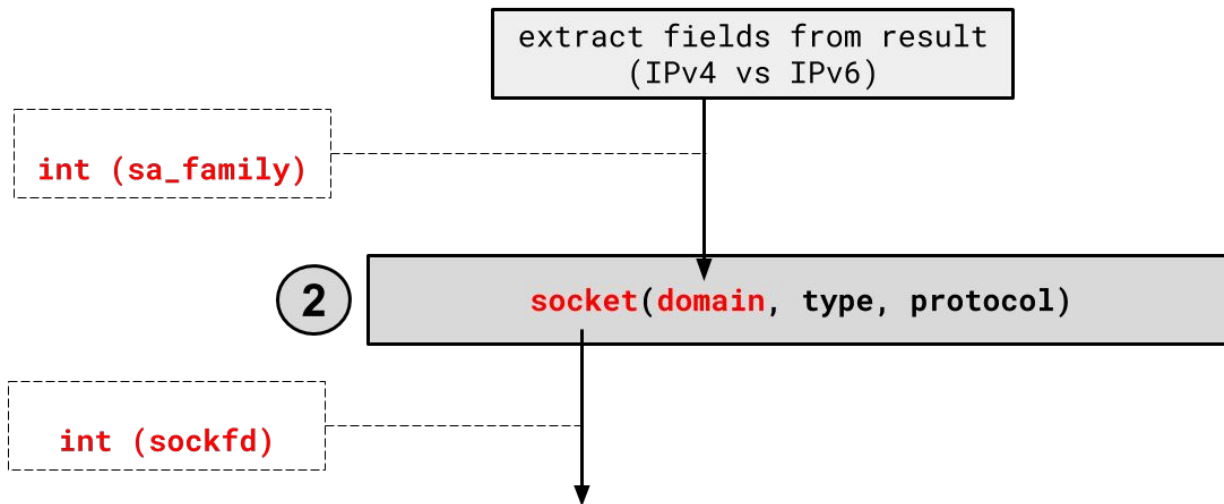 extract fields from result
(IPv4 vs IPv6)
int (sa_family)
2
socket(domain, type, protocol)
int (sockfd)